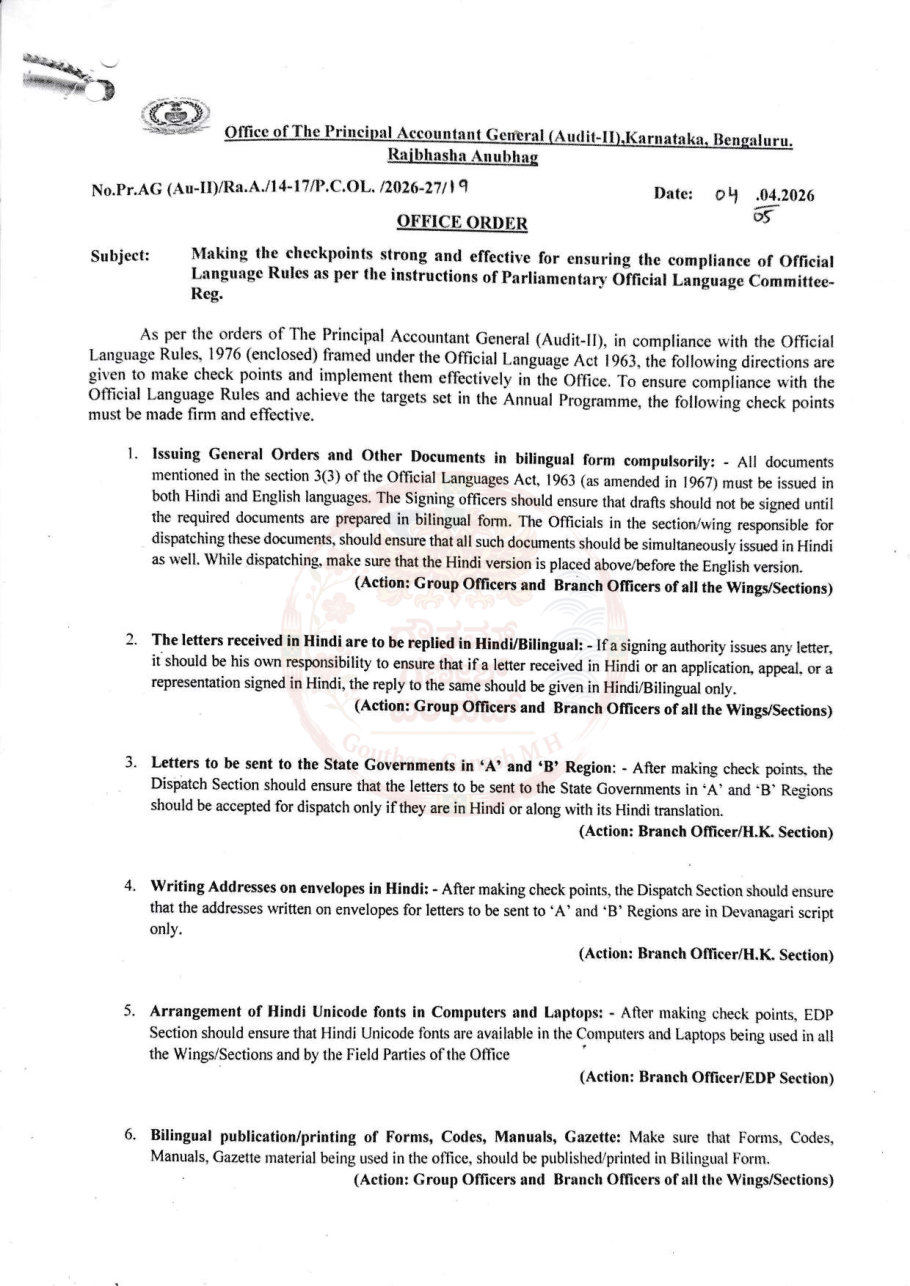 Office of The Principal Accountant General (Audit-II),Karnataka, Bengaluru.
Rajbhasha Anubhag
No.Pr.AG (Au-II)/Ra.A./14-17/P.C.OL. /2026-27/19
Date: 04 .04.2026
05
OFFICE ORDER
Subject: Making the checkpoints strong and effective for ensuring the compliance of Official
Language Rules as per the instructions of Parliamentary Official Language Committee-
Reg.
As per the orders of The Principal Accountant General (Audit-II), in compliance with the Official
Language Rules, 1976 (enclosed) framed under the Official Language Act 1963, the following directions are
given to make check points and implement them effectively in the Office. To ensure compliance with the
Official Language Rules and achieve the targets set in the Annual Programme, the following check points
must be made firm and effective.
1. Issuing General Orders and Other Documents in bilingual form compulsorily: - All documents
mentioned in the section 3(3) of the Official Languages Act, 1963 (as amended in 1967) must be issued in
both Hindi and English languages. The Signing officers should ensure that drafts should not be signed until
the required documents are prepared in bilingual form. The Officials in the section/wing responsible for
dispatching these documents, should ensure that all such documents should be simultaneously issued in Hindi
as well. While dispatching, make sure that the Hindi version is placed above/before the English version.
(Action: Group Officers and Branch Officers of all the Wings/Sections)
2. The letters received in Hindi are to be replied in Hindi/Bilingual: - If a signing authority issues any letter,
it should be his own responsibility to ensure that if a letter received in Hindi or an application, appeal, or a
representation signed in Hindi, the reply to the same should be given in Hindi/Bilingual only.
(Action: Group Officers and Branch Officers of all the Wings/Sections)
3. Letters to be sent to the State Governments in ‘A’ and ‘B’ Region: - After making check points, the
Dispatch Section should ensure that the letters to be sent to the State Governments in ‘A’ and ‘B’ Regions
should be accepted for dispatch only if they are in Hindi or along with its Hindi translation.
(Action: Branch Officer/H.K. Section)
4. Writing Addresses on envelopes in Hindi: - After making check points, the Dispatch Section should ensure
that the addresses written on envelopes for letters to be sent to ‘A’ and ‘B’ Regions are in Devanagari script
only.
(Action: Branch Officer/H.K. Section)
5. Arrangement of Hindi Unicode fonts in Computers and Laptops: - After making check points, EDP
Section should ensure that Hindi Unicode fonts are available in the Computers and Laptops being used in all
the Wings/Sections and by the Field Parties of the Office
(Action: Branch Officer/EDP Section)
6. Bilingual publication/printing of Forms, Codes, Manuals, Gazette: Make sure that Forms, Codes,
Manuals, Gazette material being used in the office, should be published/printed in Bilingual Form.
(Action: Group Officers and Branch Officers of all the Wings/Sections)